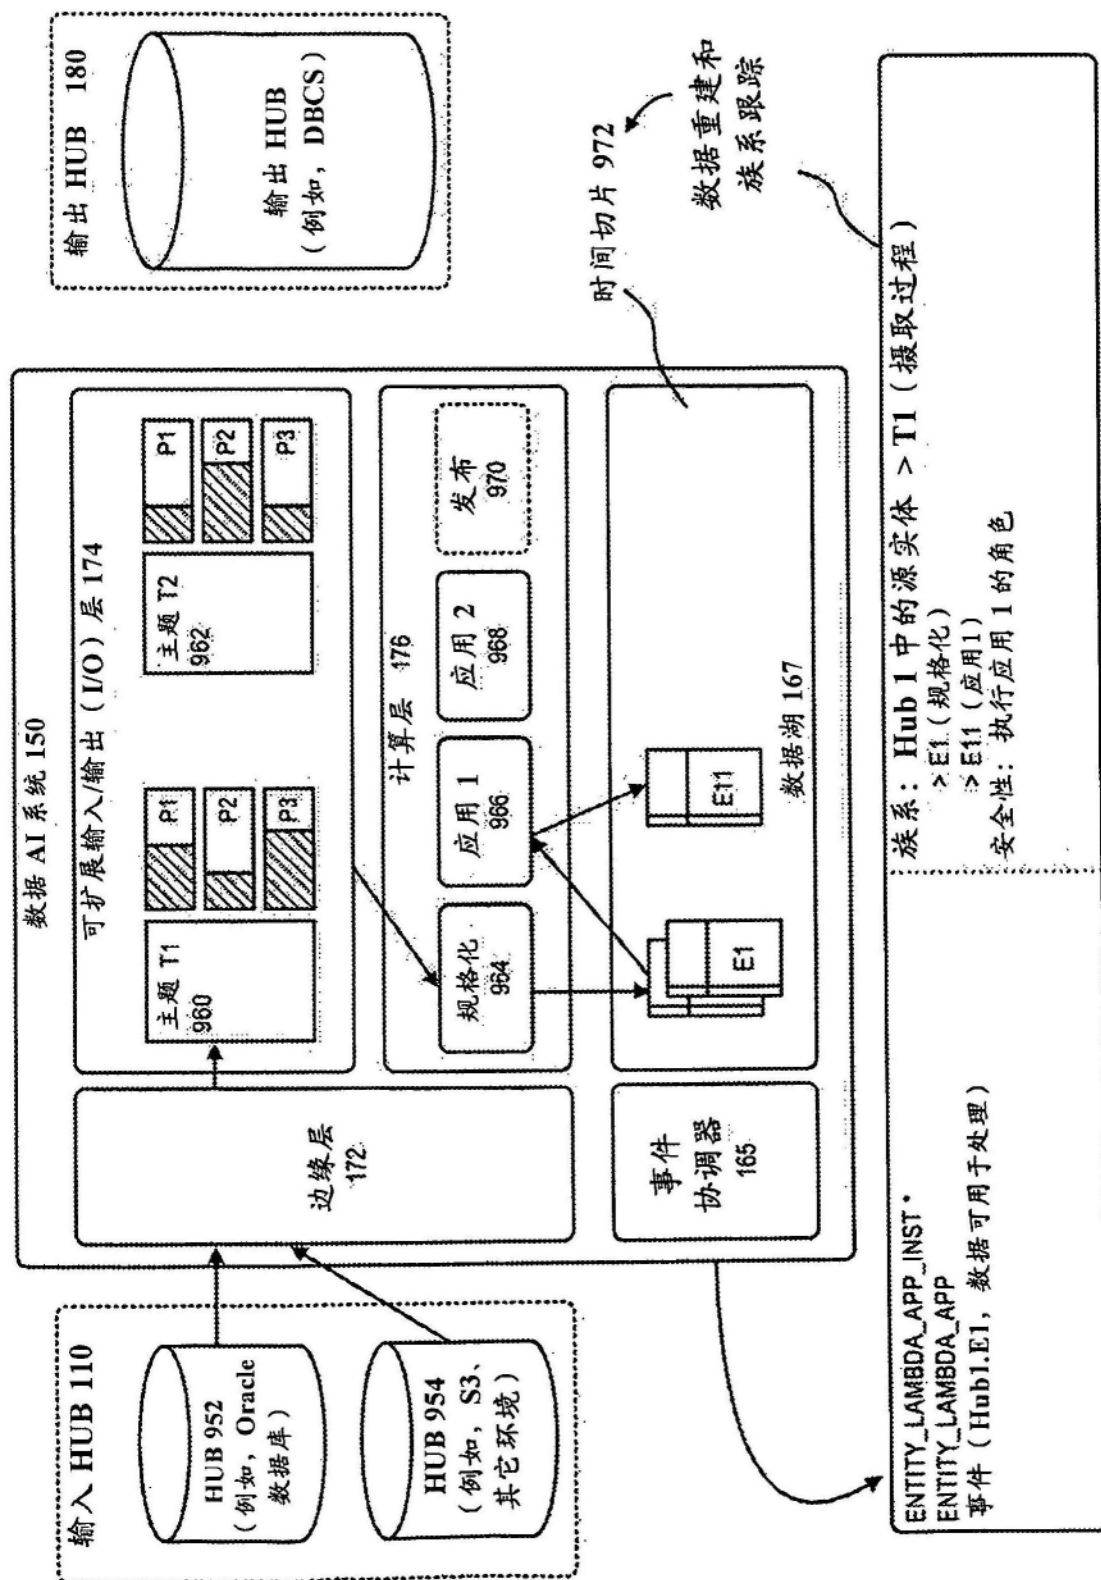 输入 HUB 110
HUB 952
(例如, Oracle
数据库)
HUB 954
(例如, S3、
其它环境)
数据 AI 系统 150
边缘层
172
可扩展输入/输出 (I/O) 层 174
主题 T1
960
P1
P2
P3
主题 T2
962
P1
P2
P3
计算层 176
规格化
964
应用 1
966
应用 2
968
发布
970
事件
协调器
165
E1
E11
数据湖 167
输出 HUB 180
输出 HUB
(例如, DBCS)
时间切片 972
数据重建和
族系跟踪
ENTITY_LAMBDA_APP_INST*
ENTITY_LAMBDA_APP
事件 (Hub1.E1, 数据可用于处理)
族系: Hub 1 中的源实体 > T1 (摄取过程)
> E1 (规格化)
> E11 (应用1)
安全性: 执行应用 1 的角色